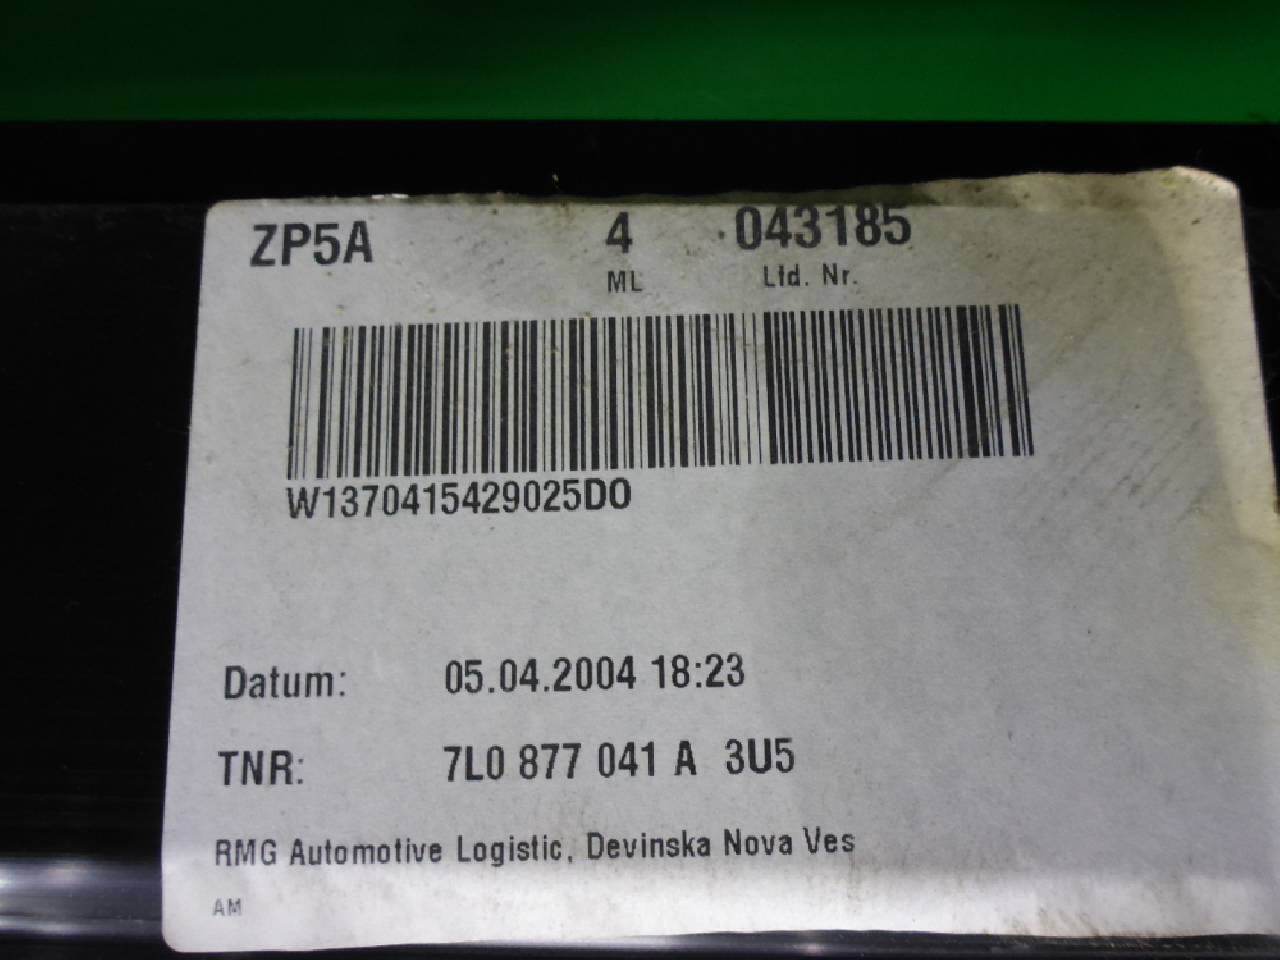 ZP5A 4 043185
ML Lfd. Nr.
W1370415429025DO
Datum: 05.04.2004 18:23
TNR: 7L0 877 041 A 3U5
RMG Automotive Logistic, Devinska Nova Ves
AM